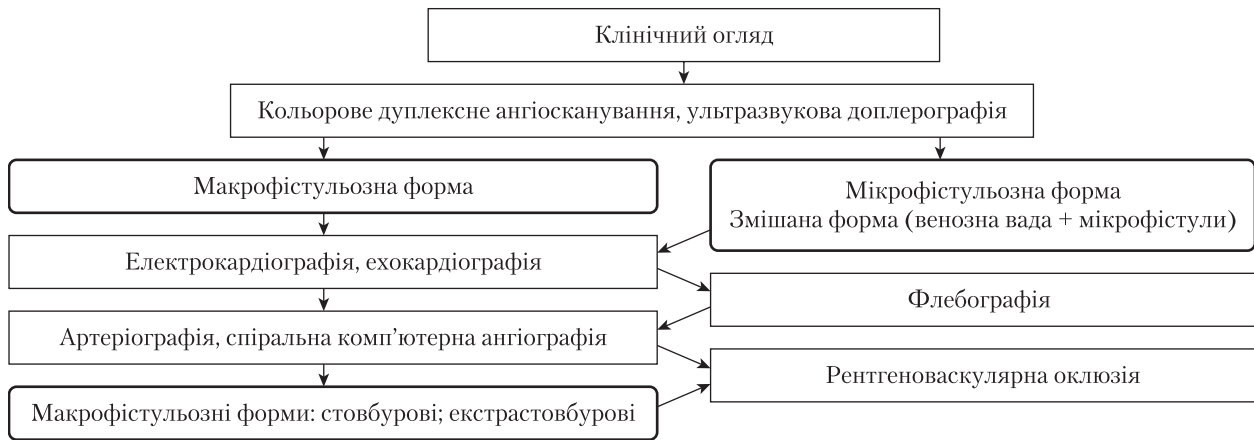 Клінічний огляд
Кольорове дуплексне ангіосканування, ультразвукова доплерографія
Макрофістульозна форма
Мікрофістульозна форма
Змішана форма (венозна вада + мікрофістули)
Електрокардіографія, ехокардіографія
Флебографія
Артеріографія, спіральна комп’ютерна ангіографія
Рентгеноваскулярна оклюзія
Макрофістульозні форми: стовбурові; екстрастовбурові